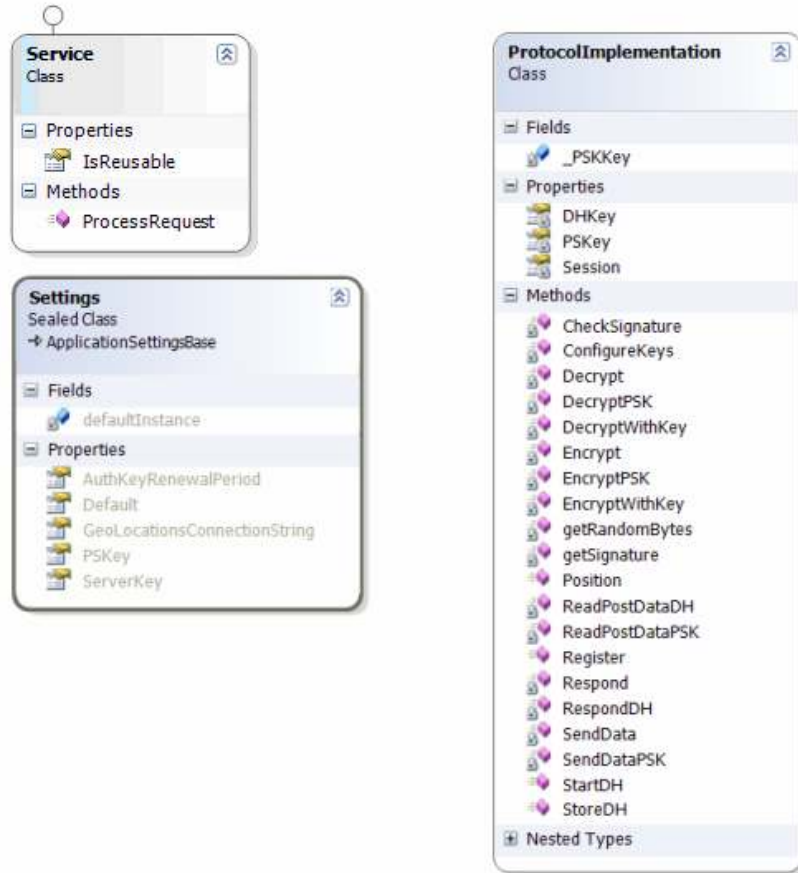 Service
Class
Properties
IsReusable
Methods
ProcessRequest
Settings
Sealed Class
ApplicationSettingsBase
Fields
defaultInstance
Properties
AuthKeyRenewalPeriod
Default
GeoLocationsConnectionString
PSKey
ServerKey
ProtocolImplementation
Class
Fields
_PSKKey
Properties
DHKey
PSKey
Session
Methods
CheckSignature
ConfigureKeys
Decrypt
DecryptPSK
DecryptWithKey
Encrypt
EncryptPSK
EncryptWithKey
getRandomBytes
getSignature
Position
ReadPostDataDH
ReadPostDataPSK
Register
Respond
RespondDH
SendData
SendDataPSK
StartDH
StoreDH
Nested Types